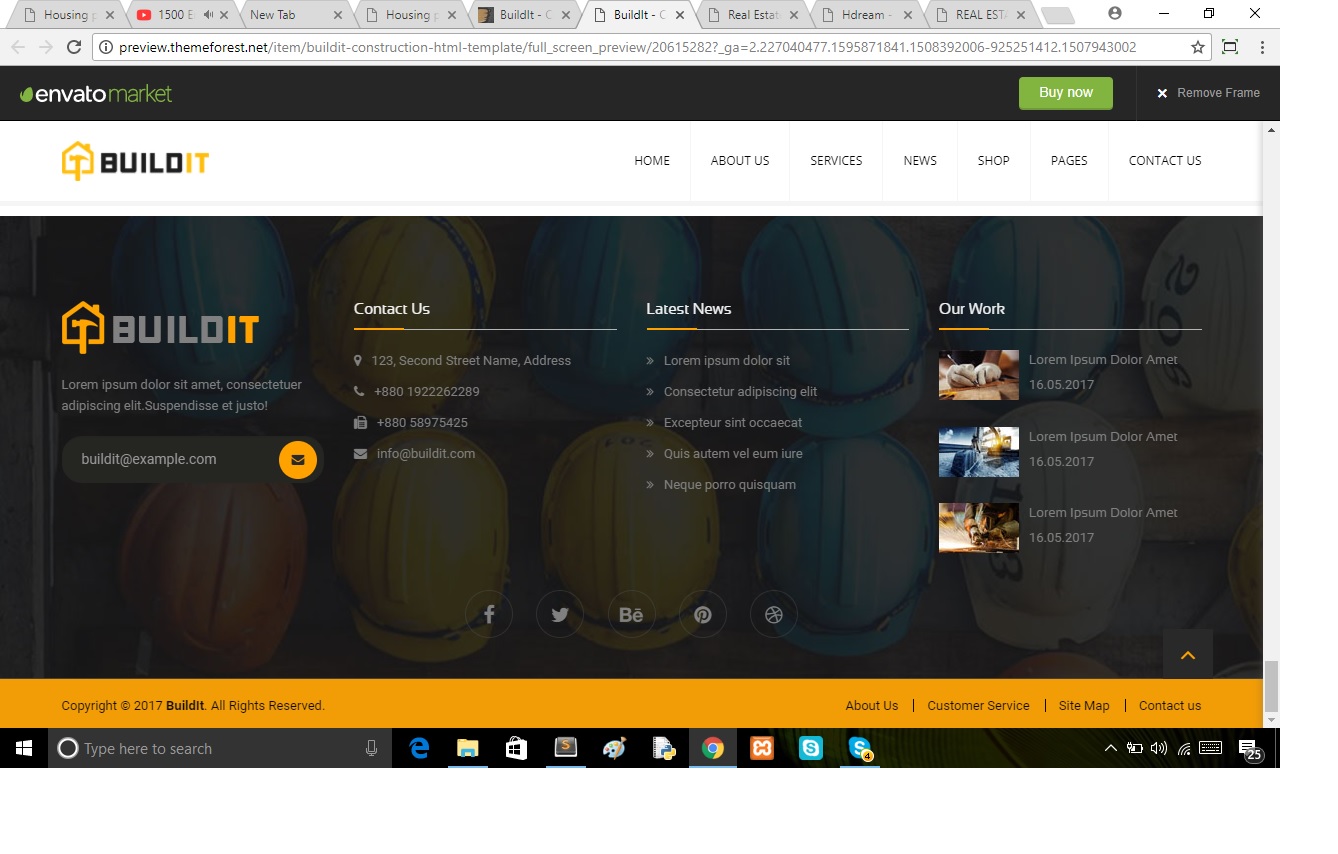 Housing p
1500 E
New Tab
Housing p
BuildIt - C
BuildIt - C
Real Estat
Hdream -
REAL EST
preview.themeforest.net/item/buildit-construction-html-template/full_screen_preview/20615282?_ga=2.227040477.1595871841.1508392006-925251412.1507943002
envato market
Buy now
Remove Frame
BUILDIT
HOME
ABOUT US
SERVICES
NEWS
SHOP
PAGES
CONTACT US
BUILDIT
Lorem ipsum dolor sit amet, consectetuer
adipiscing elit.Suspendisse et justo!
buildit@example.com
Contact Us
123, Second Street Name, Address
+880 1922262289
+880 58975425
info@buildit.com
Latest News
Lorem ipsum dolor sit
Consectetur adipiscing elit
Excepteur sint occaecat
Quis autem vel eum iure
Neque porro quisquam
Our Work
Lorem Ipsum Dolor Amet
16.05.2017
Lorem Ipsum Dolor Amet
16.05.2017
Lorem Ipsum Dolor Amet
16.05.2017
Copyright © 2017 BuildIt. All Rights Reserved.
About Us
Customer Service
Site Map
Contact us
Type here to search
4
25